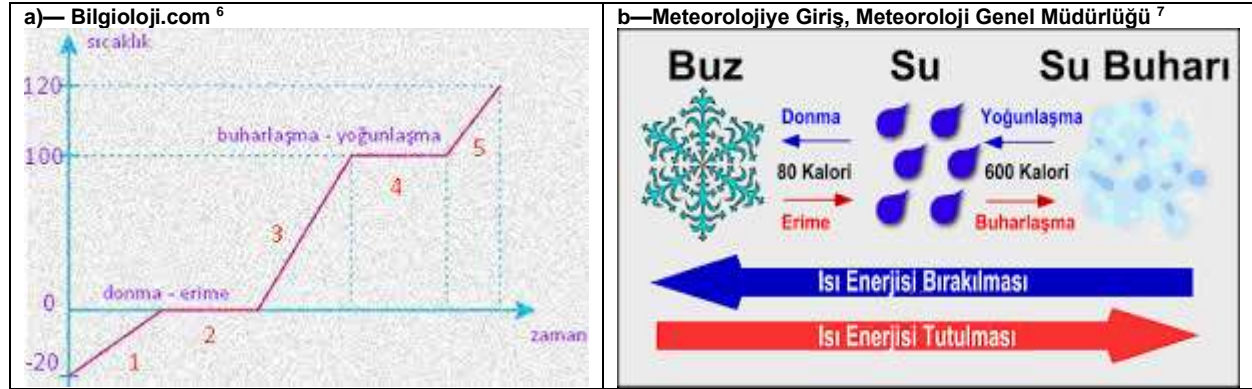 a)— Bilgioloji.com ⁶
sıcaklık
120
buharlaşma - yoğunlaşma
100
5
4
3
donma - erime
0
2
zaman
-20
1
b—Meteorolojiye Giriş, Meteoroloji Genel Müdürlüğü ⁷
Buz Su Su Buharı
Donma Yoğunlaşma
80 Kalori 600 Kalori
Erime Buharlaşma
Isı Enerjisi Bırakılması
Isı Enerjisi Tutulması